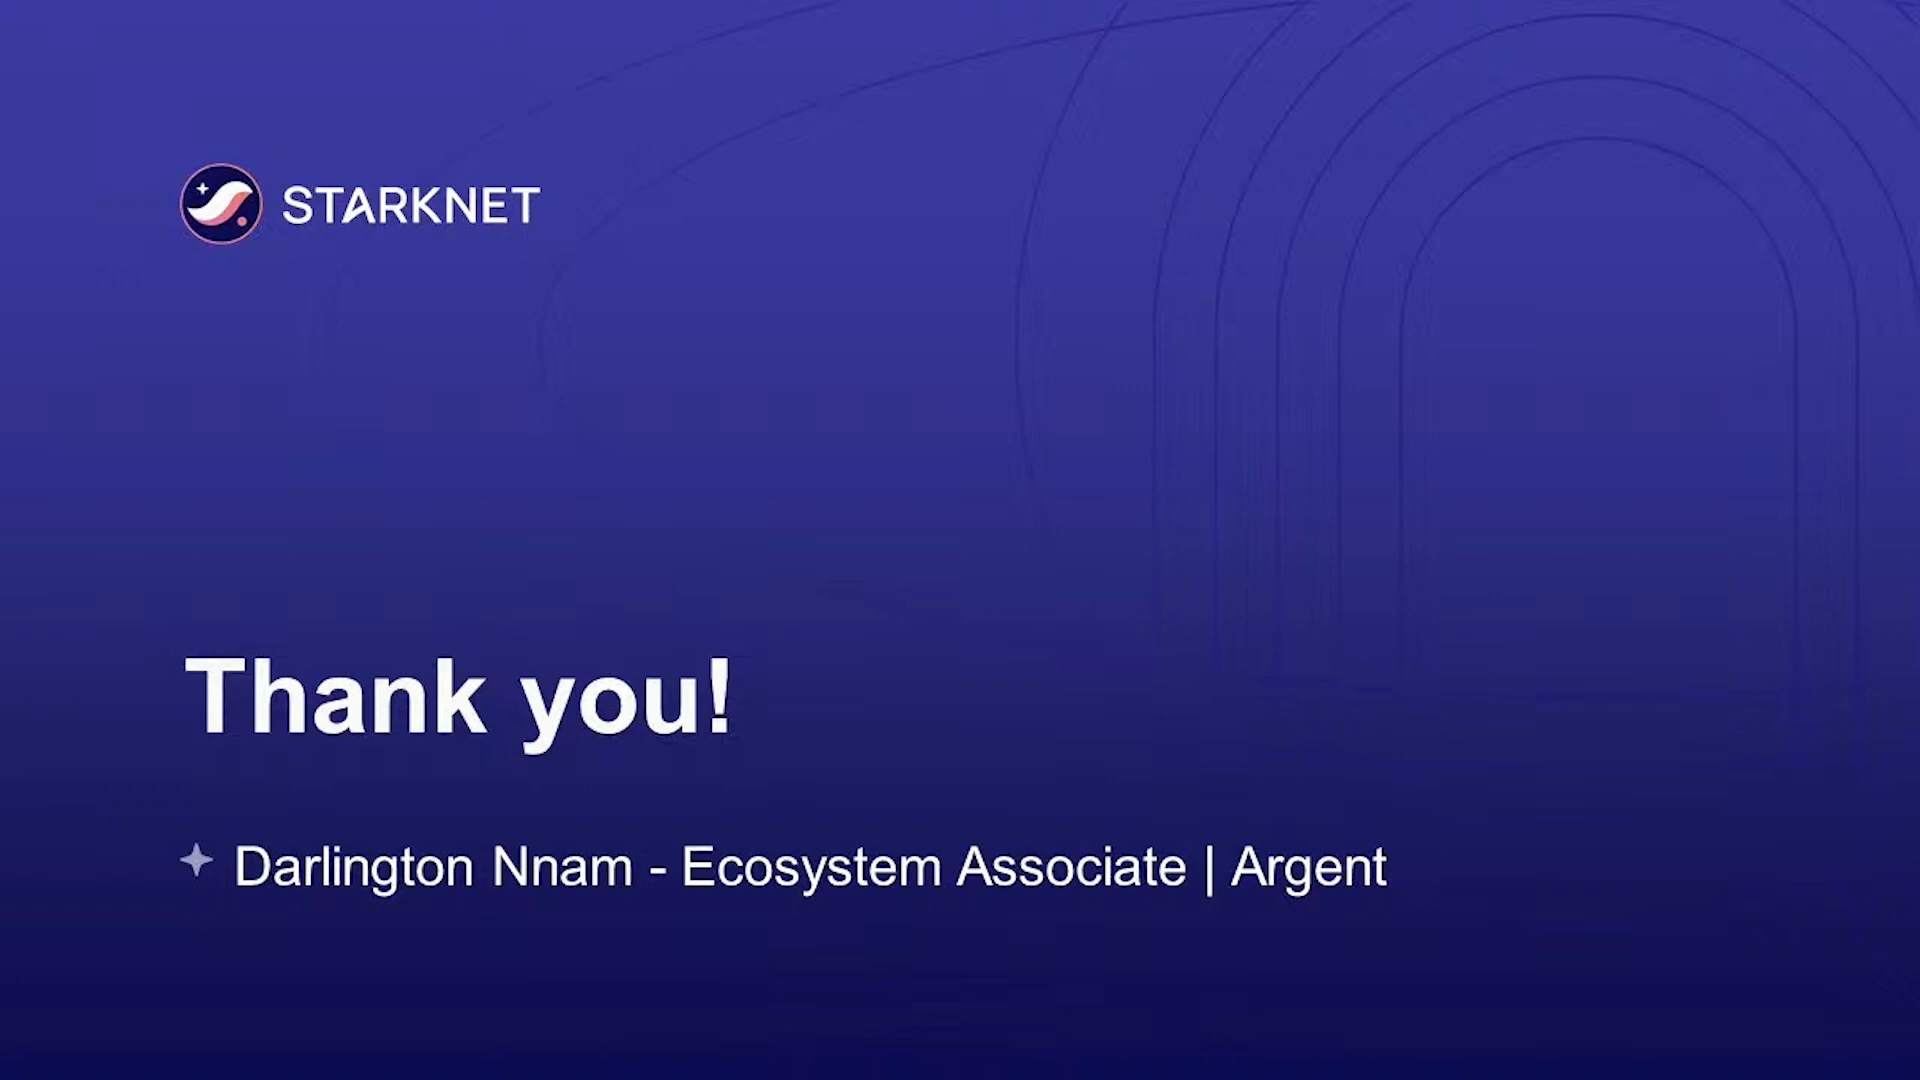 STARKNET
Thank you!
Darlington Nnam - Ecosystem Associate | Argent